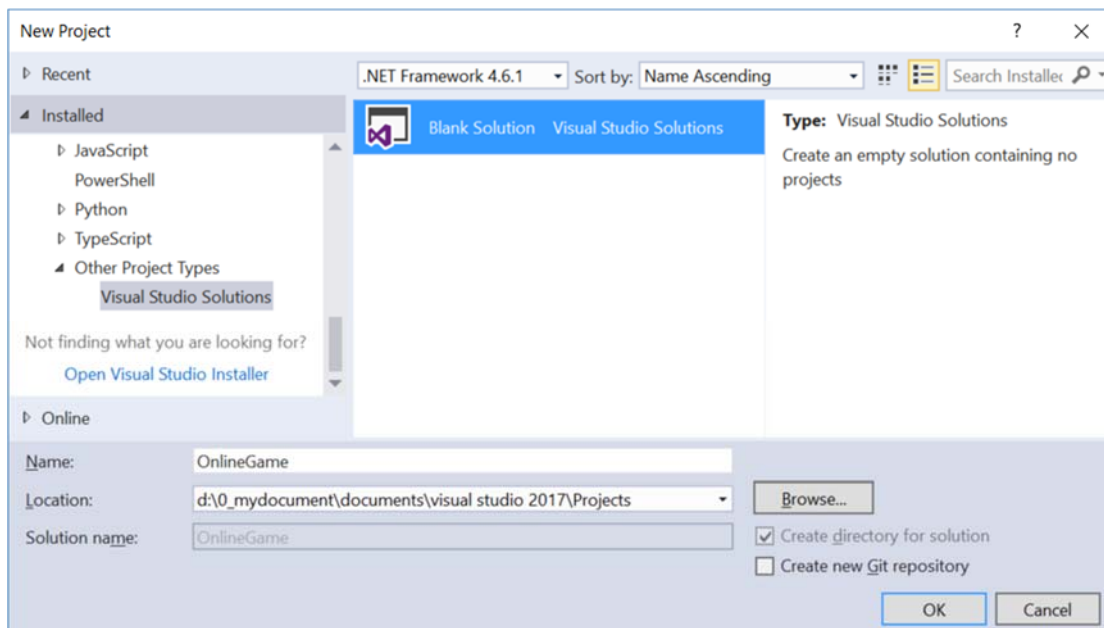 New Project
?
Recent
.NET Framework 4.6.1
Sort by:
Name Ascending
Search Installe
Installed
JavaScript
PowerShell
Python
TypeScript
Other Project Types
Visual Studio Solutions
Not finding what you are looking for?
Open Visual Studio Installer
Online
Blank Solution
Visual Studio Solutions
Type: Visual Studio Solutions
Create an empty solution containing no
projects
Name:
OnlineGame
Location:
d:\0_mydocument\documents\visual studio 2017\Projects
Browse...
Solution name:
OnlineGame
Create directory for solution
Create new Git repository
OK
Cancel